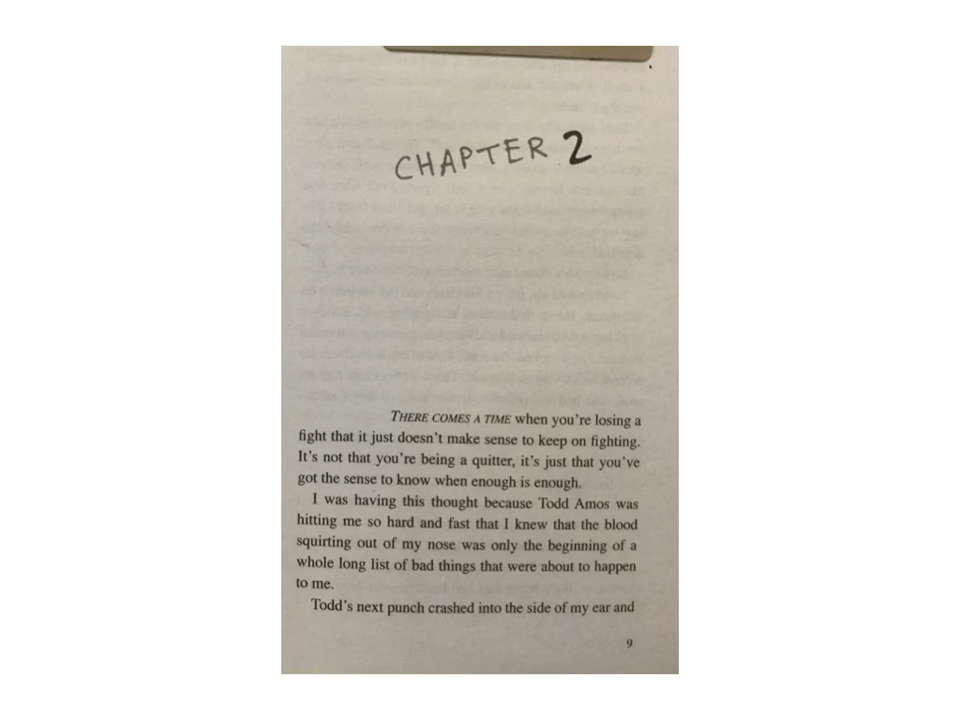 CHAPTER 2
THERE COMES A TIME when you're losing a
fight that it just doesn't make sense to keep on fighting.
It's not that you're being a quitter, it's just that you've
got the sense to know when enough is enough.
I was having this thought because Todd Amos was
hitting me so hard and fast that I knew that the blood
squirting out of my nose was only the beginning of a
whole long list of bad things that were about to happen
to me.
Todd's next punch crashed into the side of my ear and
9